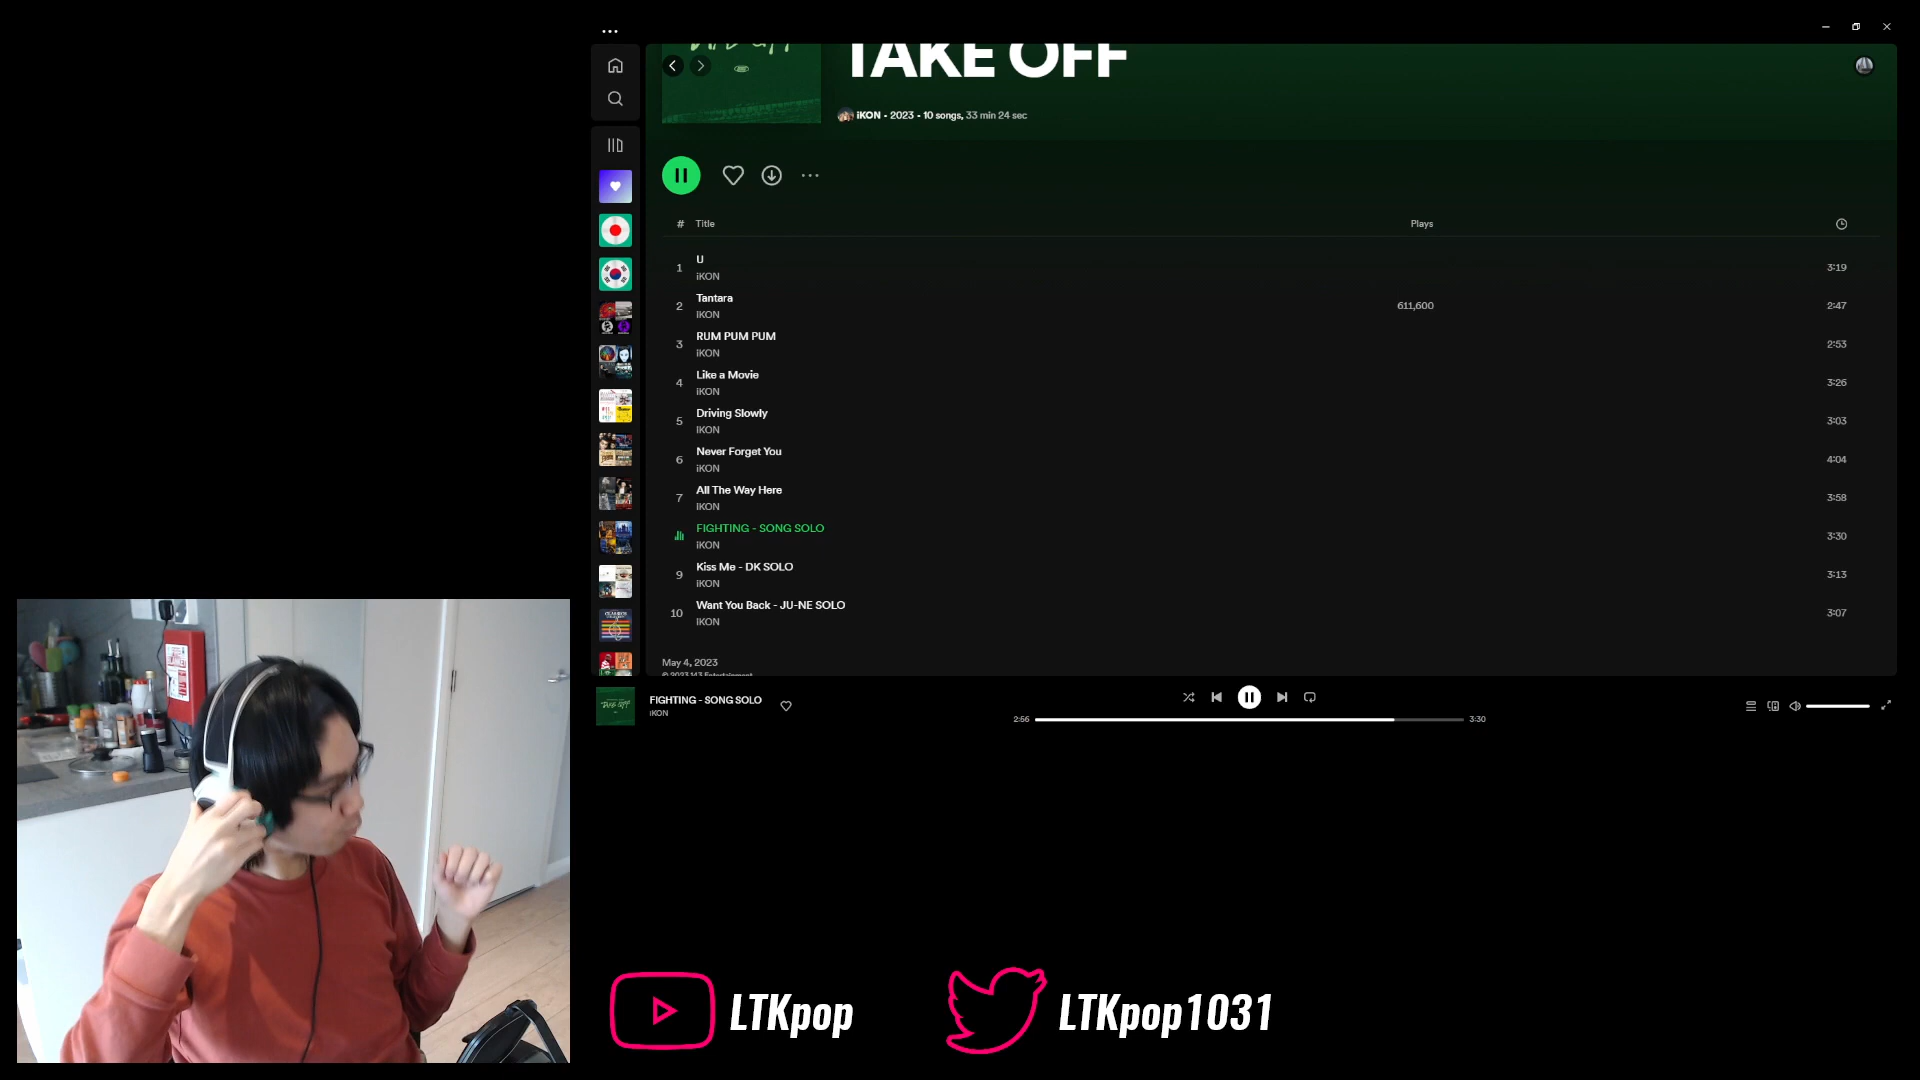 TAKE OFF
iKON • 2023 • 10 songs, 33 min 24 sec
# Title Plays
1 U 3:19
iKON
2 Tantara 611,600 2:47
iKON
3 RUM PUM PUM 2:53
iKON
4 Like a Movie 3:26
iKON
5 Driving Slowly 3:03
iKON
6 Never Forget You 4:04
iKON
7 All The Way Here 3:58
iKON
FIGHTING - SONG SOLO 3:30
iKON
9 Kiss Me - DK SOLO 3:13
iKON
10 Want You Back - JU-NE SOLO 3:07
iKON
May 4, 2023
© 2023 143 Entertainment
FIGHTING - SONG SOLO
iKON
2:56 3:30
LTKpop LTKpop1031